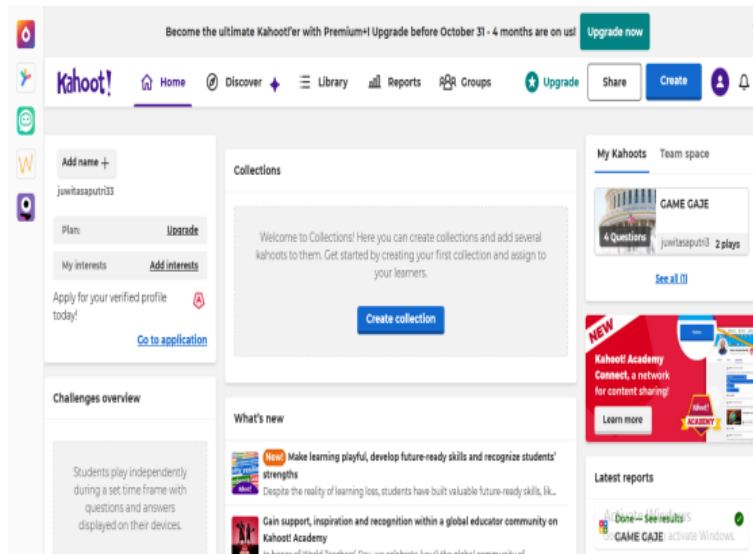 Become the ultimate Kahoot!'er with Premium+! Upgrade before October 31 - 4 months are on us!
Upgrade now
Kahoot!
Home
Discover
Library
Reports
Groups
Upgrade
Share
Create
Add name +
juwitasaputri33
Plan:
Upgrade
My interests
Add interests
Apply for your verified profile
today!
Go to application
Challenges overview
Students play independently
during a set time frame with
questions and answers
displayed on their devices.
Collections
Welcome to Collections! Here you can create collections and add several
kahoots to them. Get started by creating your first collection and assign to
your learners.
Create collection
What's new
New! Make learning playful, develop future-ready skills and recognize students'
strengths
Despite the reality of learning loss, students have built valuable future-ready skills, lik...
Gain support, inspiration and recognition within a global educator community on
Kahoot! Academy
My Kahoots
Team space
GAME GAJE
4 Questions
juwitasaputri3
2 plays
See all (1)
NEW
Kahoot! Academy
Connect, a network
for content sharing!
Learn more
Kahoot!
ACADEMY
Latest reports
Activate Windows
Done — See results
GAME GAJE
activate Windows.